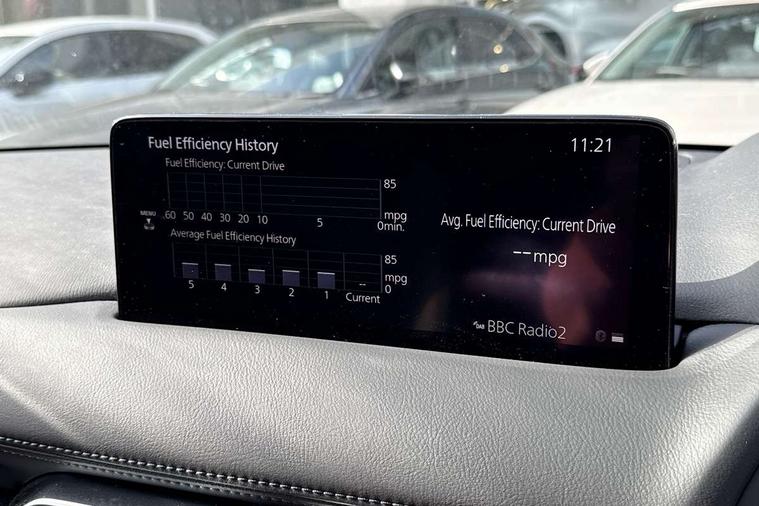 Fuel Efficiency History
11:21
Fuel Efficiency: Current Drive
85
MENU
60 50 40 30 20 10 5 mpg
0min.
Avg. Fuel Efficiency: Current Drive
--mpg
Average Fuel Efficiency History
85
mpg
0
5 4 3 2 1 Current
--
DAB BBC Radio2